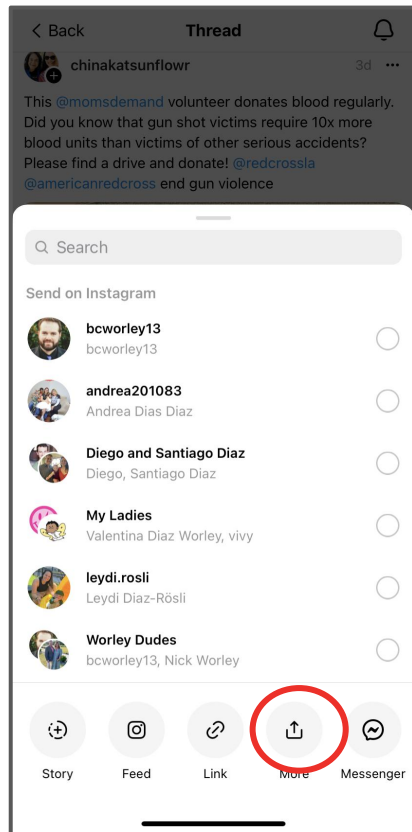 Back
Thread
chinakatsunflowr
3d
This @momsdemand volunteer donates blood regularly.
Did you know that gun shot victims require 10x more
blood units than victims of other serious accidents?
Please find a drive and donate! @redcrossla
@americanredcross end gun violence
Search
Send on Instagram
bcworley13
bcworley13
andrea201083
Andrea Dias Diaz
Diego and Santiago Diaz
Diego, Santiago Diaz
My Ladies
Valentina Diaz Worley, vivy
leydi.rosli
Leydi Diaz-Rösli
Worley Dudes
bcworley13, Nick Worley
Story
Feed
Link
More
Messenger